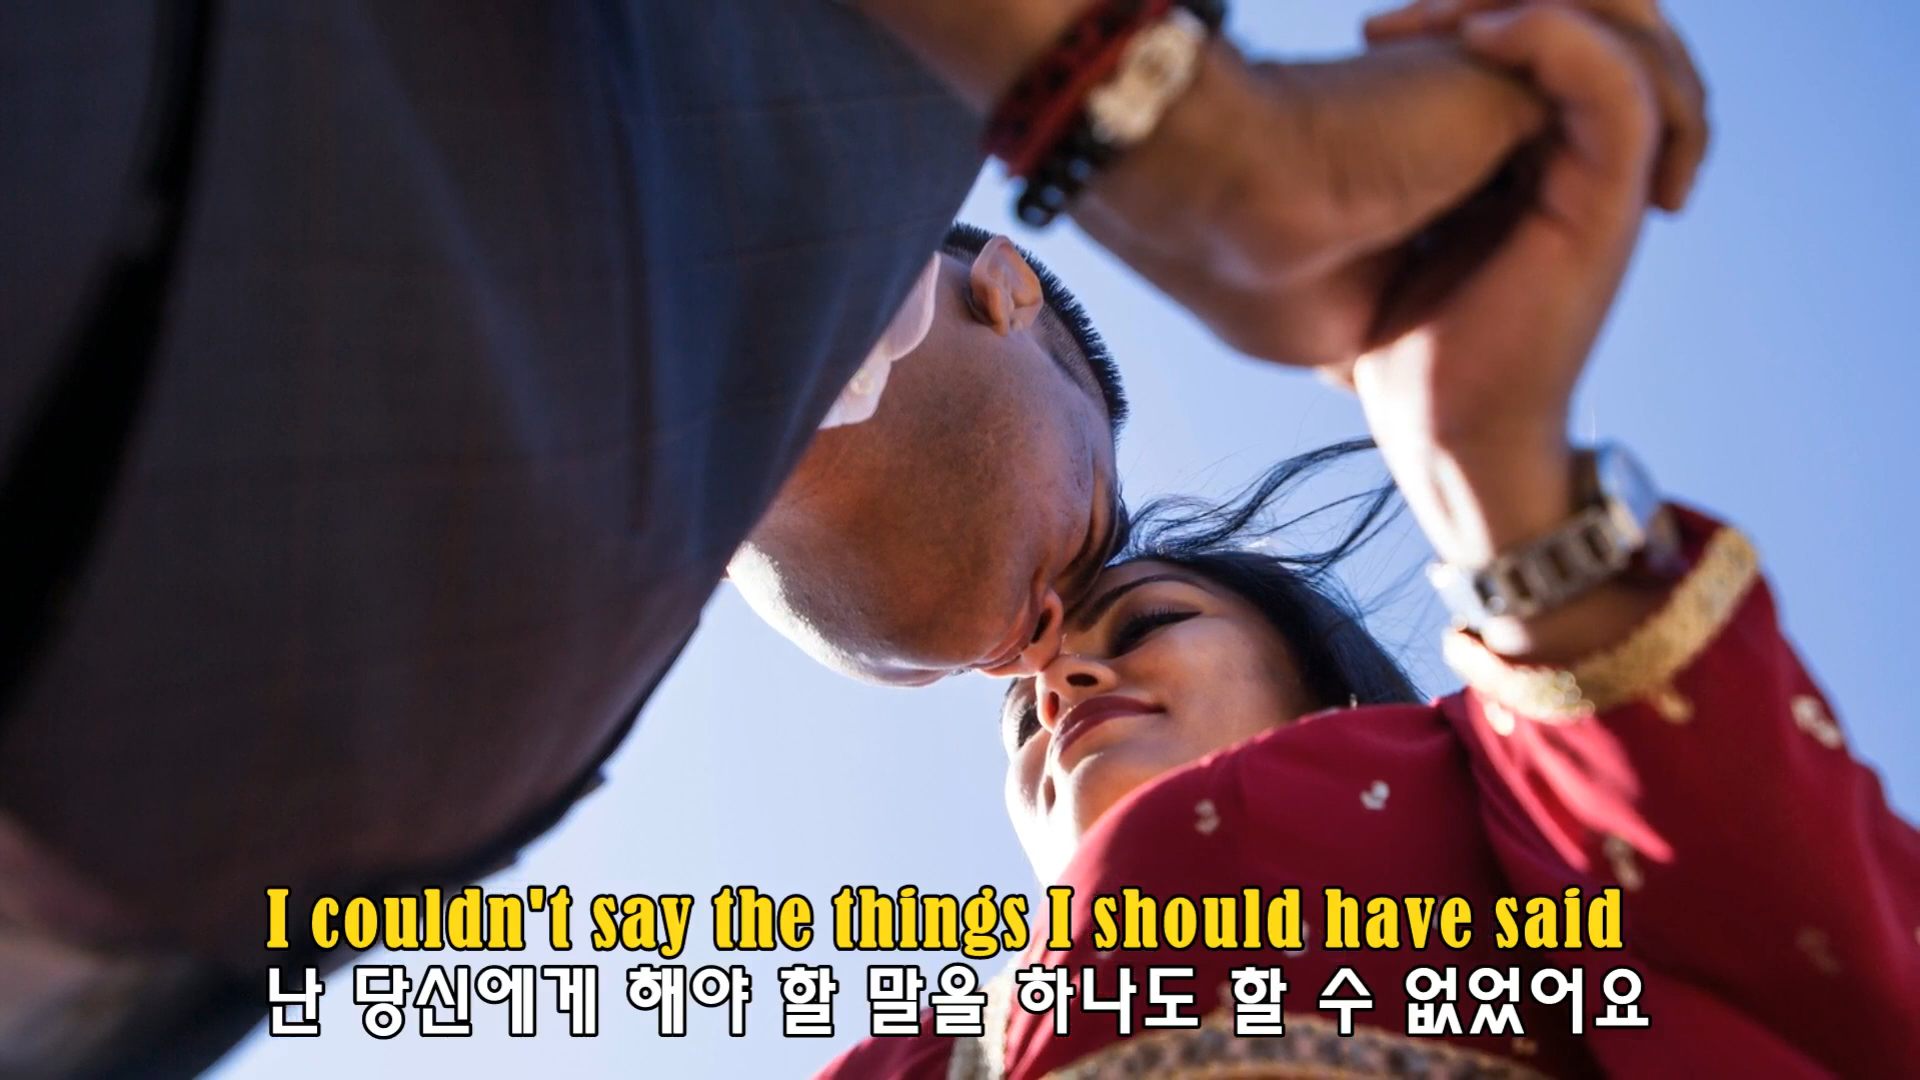 I couldn't say the things I should have said
난 당신에게 해야 할 말을 하나도 할 수 없었어요